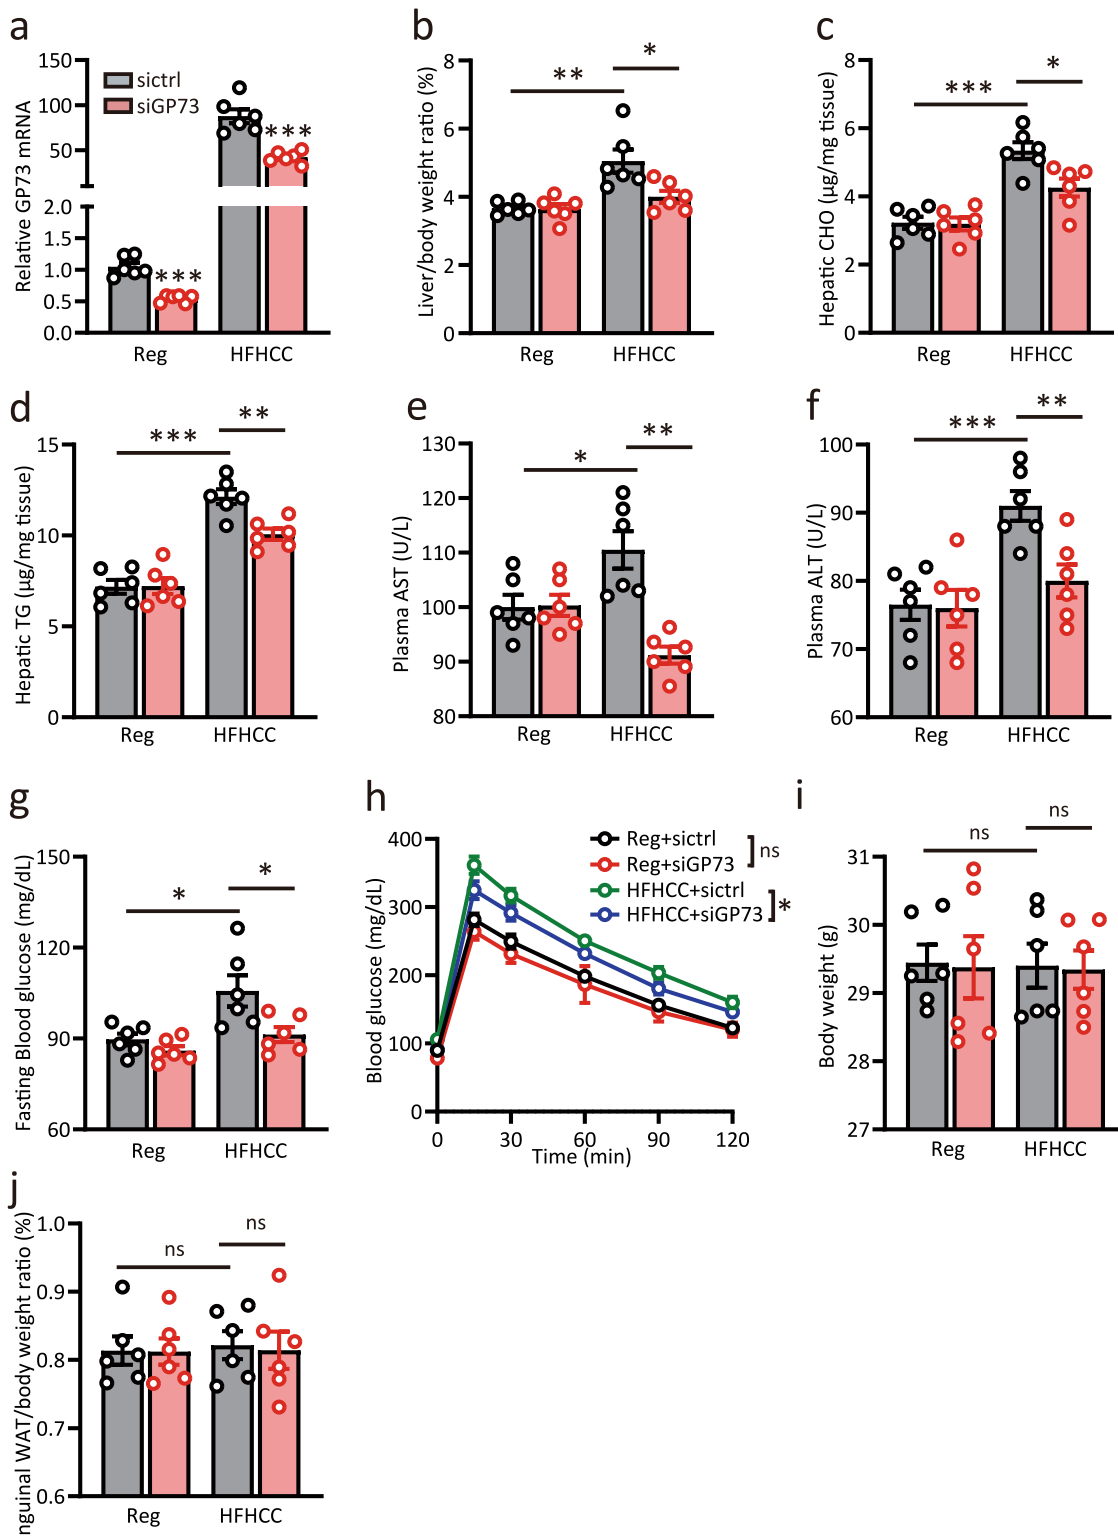 a
Relative GP73 mRNA
150
100
50
2.0
1.5
1.0
0.5
0.0
sictrl
siGP73
***
***
Reg
HFHCC
b
Liver/body weight ratio (%)
8
6
4
2
0
**
*
Reg
HFHCC
c
Hepatic CHO (µg/mg tissue)
8
6
4
2
0
***
*
Reg
HFHCC
d
Hepatic TG (µg/mg tissue)
15
10
5
0
***
**
Reg
HFHCC
e
Plasma AST (U/L)
130
120
110
100
90
80
*
**
Reg
HFHCC
f
Plasma ALT (U/L)
100
90
80
70
60
***
**
Reg
HFHCC
g
Fasting Blood glucose (mg/dL)
150
120
90
60
*
*
Reg
HFHCC
h
Blood glucose (mg/dL)
400
300
200
100
0
Reg+sictrl
Reg+siGP73
ns
HFHCC+sictrl
HFHCC+siGP73
*
0
30
60
90
120
Time (min)
i
Body weight (g)
31
30
29
28
27
ns
ns
Reg
HFHCC
j
nguinal WAT/body weight ratio (%)
1.0
0.9
0.8
0.7
0.6
ns
ns
Reg
HFHCC